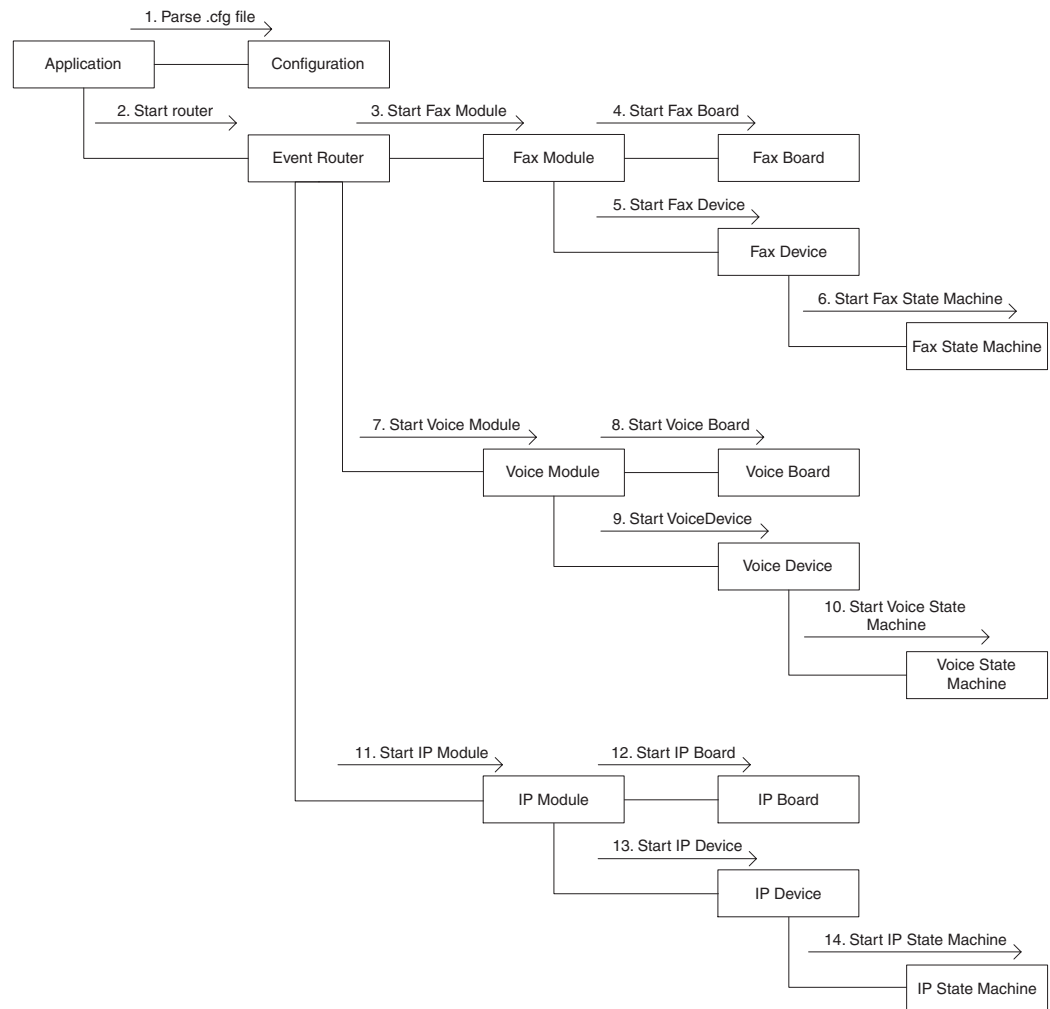 1. Parse .cfg file
Application
Configuration
2. Start router
3. Start Fax Module
4. Start Fax Board
Event Router
Fax Module
Fax Board
5. Start Fax Device
Fax Device
6. Start Fax State Machine
Fax State Machine
7. Start Voice Module
8. Start Voice Board
Voice Module
Voice Board
9. Start VoiceDevice
Voice Device
10. Start Voice State
Machine
Voice State
Machine
11. Start IP Module
12. Start IP Board
IP Module
IP Board
13. Start IP Device
IP Device
14. Start IP State Machine
IP State Machine